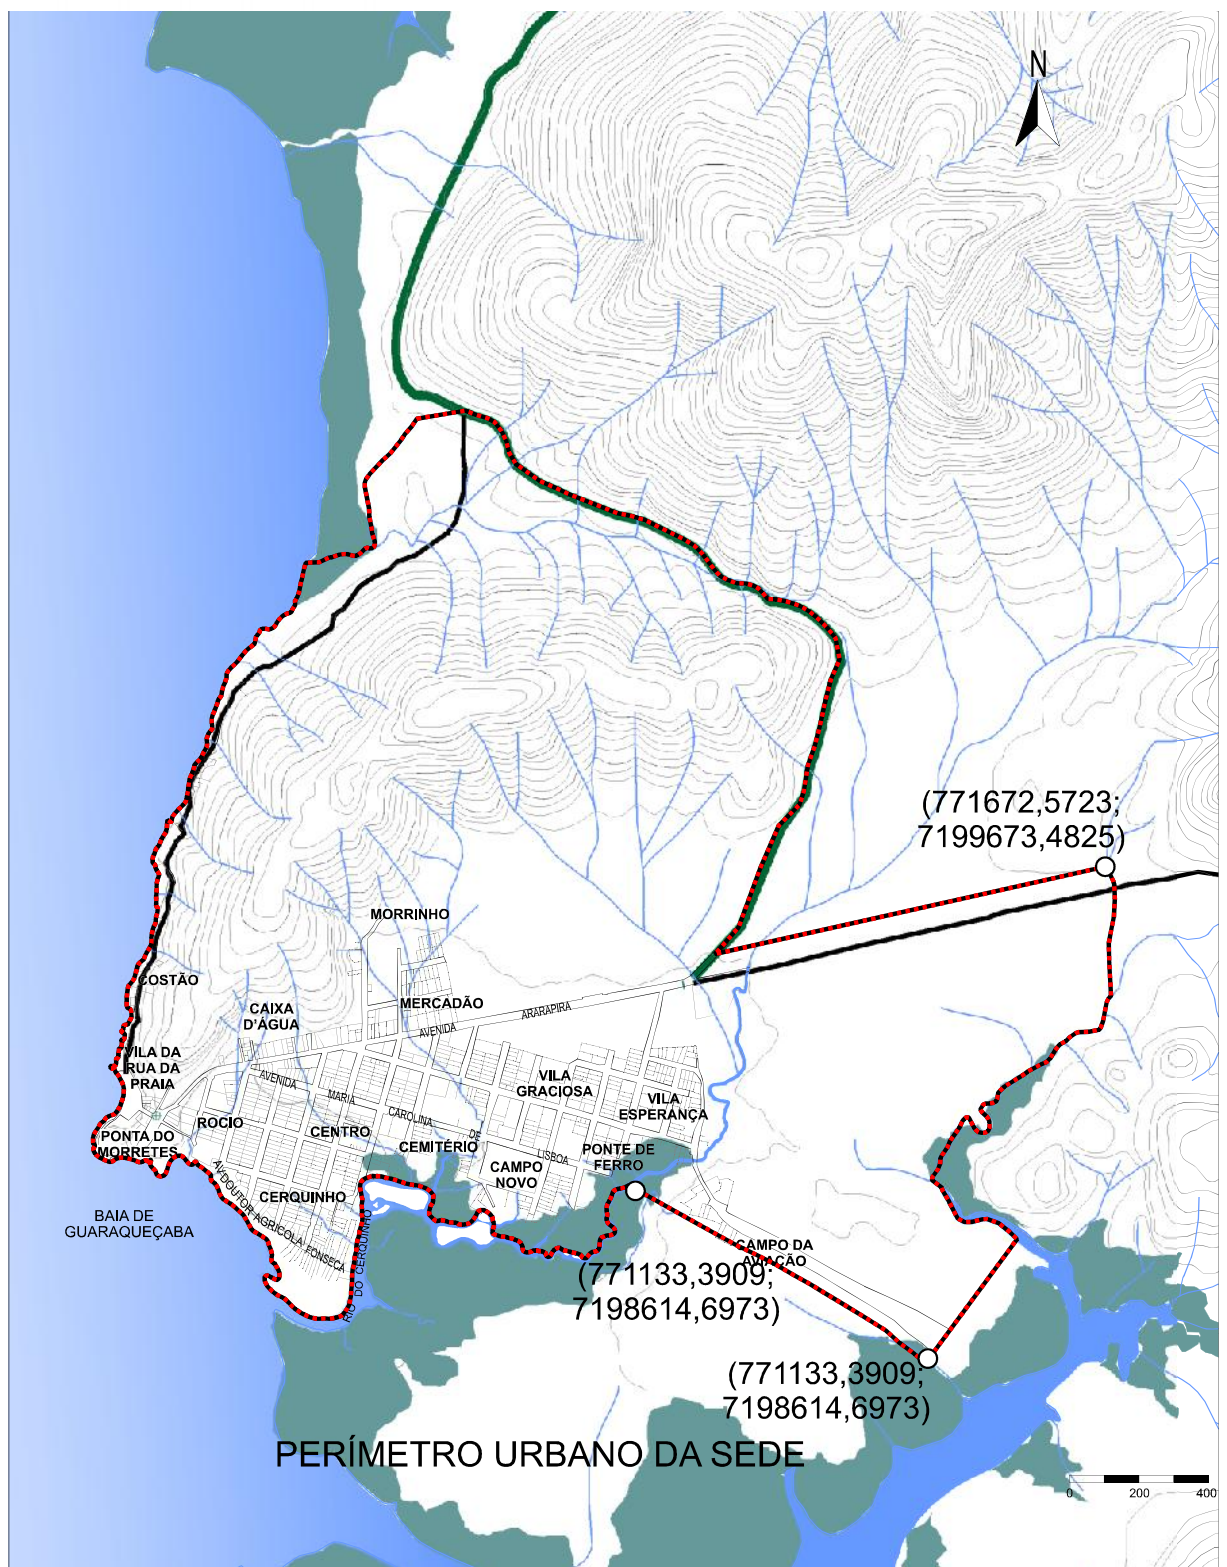 N
(771672,5723;
7199673,4825)
MORRINHO
COSTÃO
MERCADÃO
CAIXA
D'ÁGUA
AVENIDA
ARARAPIRA
VILA DA
RUA DA
PRAIA
AVENIDA
MARIA
CAROLINA
DE
LISBOA
VILA
GRACIOSA
VILA
ESPERANÇA
ROCIO
CENTRO
CEMITÉRIO
PONTA DO
MORRETES
PONTE DE
FERRO
CAMPO
NOVO
CERQUINHO
AV.DOUTOR AGRICOLA FONSECA
RIO DO CERQUINHO
BAIA DE
GUARAQUEÇABA
CAMPO DA
AVIAÇÃO
(771133,3909;
7198614,6973)
(771133,3909;
7198614,6973)
PERÍMETRO URBANO DA SEDE
0 200 400